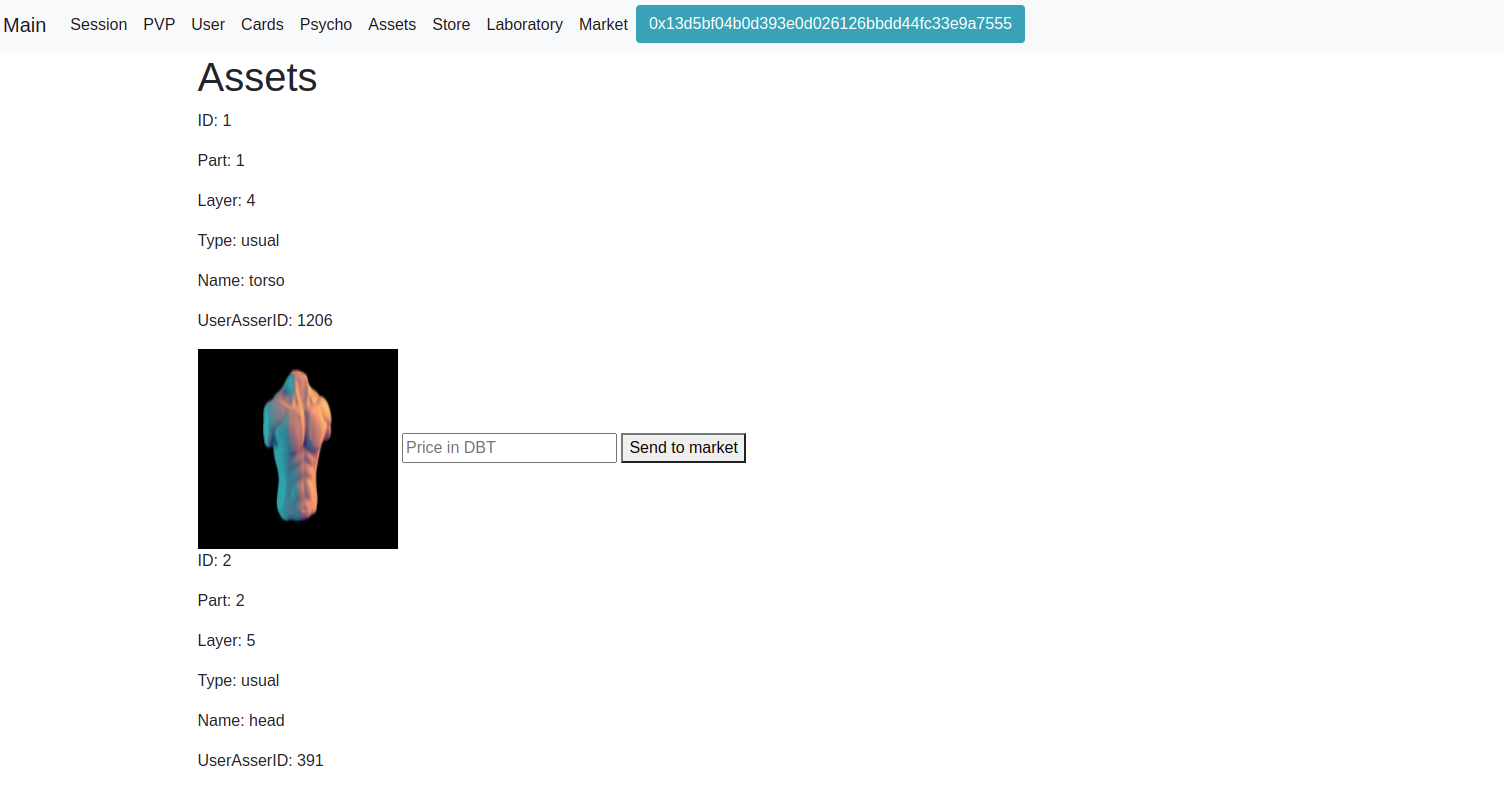 Main Session PVP User Cards Psycho Assets Store Laboratory Market 0x13d5bf04b0d393e0d026126bbdd44fc33e9a7555
Assets
ID: 1
Part: 1
Layer: 4
Type: usual
Name: torso
UserAsserID: 1206
Price in DBT Send to market
ID: 2
Part: 2
Layer: 5
Type: usual
Name: head
UserAsserID: 391